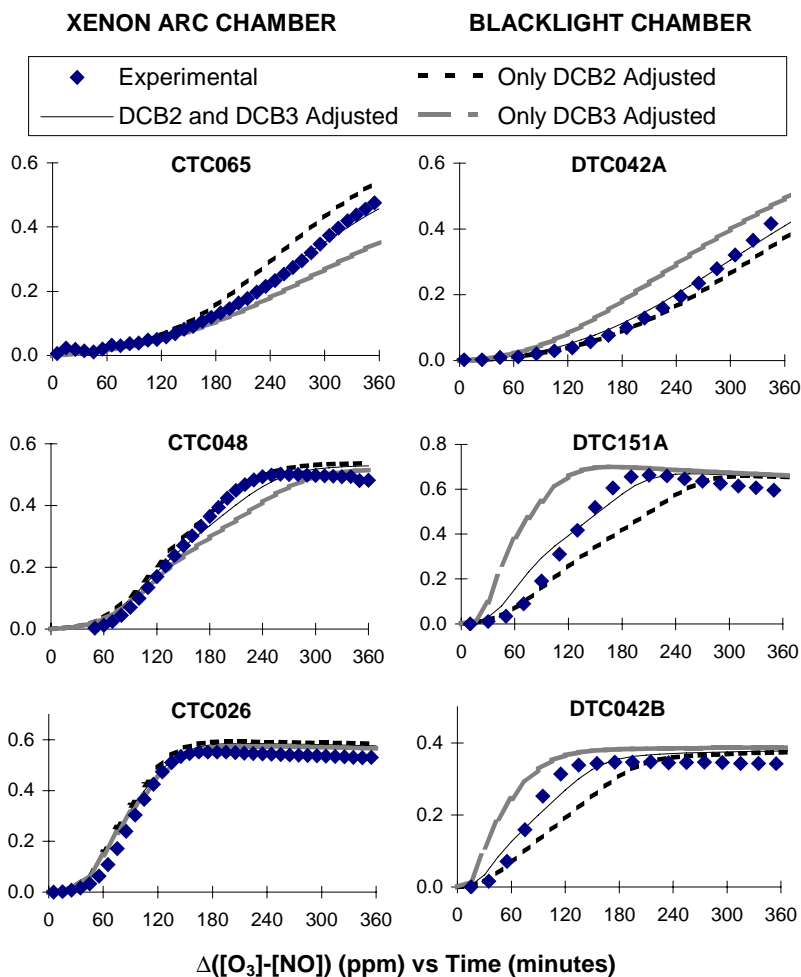 XENON ARC CHAMBER BLACKLIGHT CHAMBER
Experimental Only DCB2 Adjusted
DCB2 and DCB3 Adjusted Only DCB3 Adjusted
CTC065
0.6
0.4
0.2
0.0
0 60 120 180 240 300 360
DTC042A
0.6
0.4
0.2
0.0
0 60 120 180 240 300 360
CTC048
0.6
0.4
0.2
0.0
0 60 120 180 240 300 360
DTC151A
0.8
0.6
0.4
0.2
0.0
0 60 120 180 240 300 360
CTC026
0.6
0.4
0.2
0.0
0 60 120 180 240 300 360
DTC042B
0.4
0.2
0.0
0 60 120 180 240 300 360
Δ([O₃]-[NO]) (ppm) vs Time (minutes)